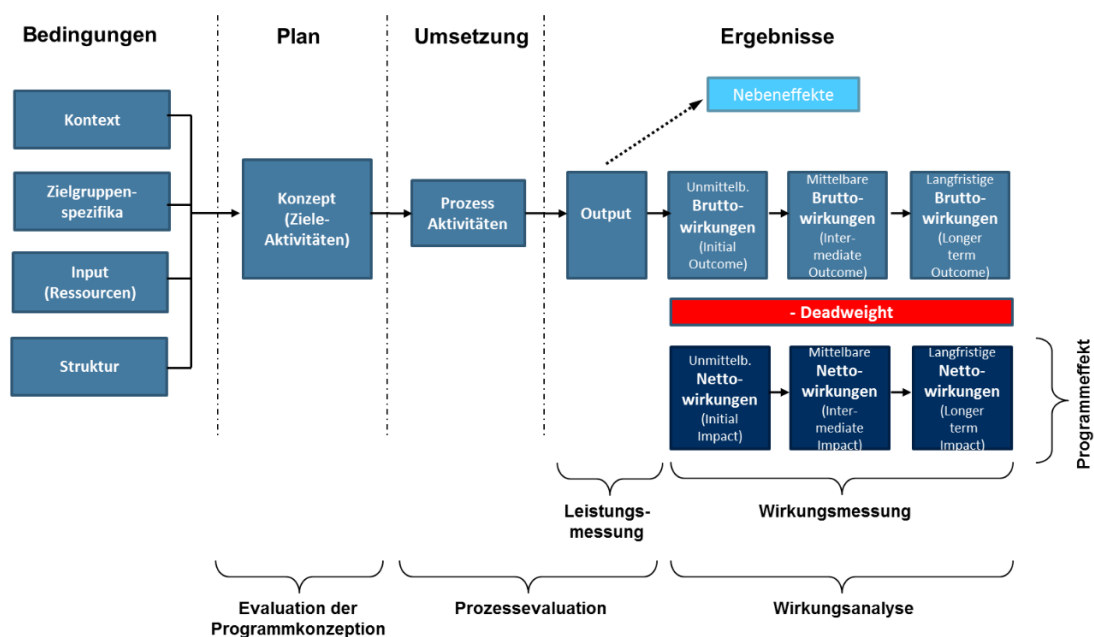 Bedingungen
Plan
Umsetzung
Ergebnisse
Nebeneffekte
Kontext
Zielgruppen-
spezifika
Input
(Ressourcen)
Struktur
Konzept
(Ziele-
Aktivitäten)
Prozess
Aktivitäten
Output
Unmittelb.
Brutto-
wirkungen
(Initial
Outcome)
Mittelbare
Brutto-
wirkungen
(Inter-
mediate
Outcome)
Langfristige
Brutto-
wirkungen
(Longer
term Outcome)
- Deadweight
Unmittelb.
Netto-
wirkungen
(Initial
Impact)
Mittelbare
Netto-
wirkungen
(Inter-
mediate
Impact)
Langfristige
Netto-
wirkungen
(Longer
term Impact)
Programmeffekt
Leistungs-
messung
Wirkungsmessung
Evaluation der
Programmkonzeption
Prozessevaluation
Wirkungsanalyse